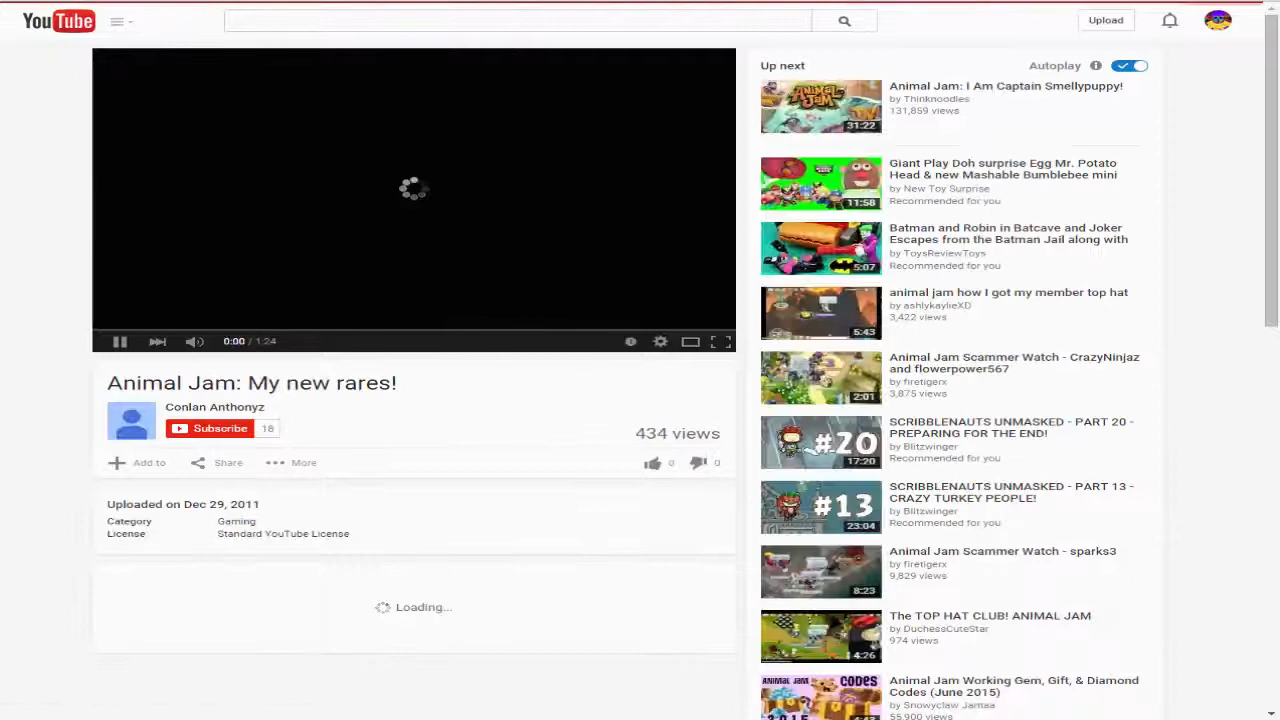 YouTube
Upload
0:00 / 1:24
Animal Jam: My new rares!
Conlan Anthonyz
Subscribe 18
434 views
Add to Share More 0 0
Uploaded on Dec 29, 2011
Category Gaming
License Standard YouTube License
Loading...
Up next Autoplay
ANIMAL JAM
31:22
Animal Jam: I Am Captain Smellypuppy!
by Thinknoodles
131,859 views
11:58
Giant Play Doh surprise Egg Mr. Potato
Head & new Mashable Bumblebee mini
by New Toy Surprise
Recommended for you
5:07
Batman and Robin in Batcave and Joker
Escapes from the Batman Jail along with
by ToysReviewToys
Recommended for you
5:43
animal jam how I got my member top hat
by ashlykaylieXD
3,422 views
2:01
Animal Jam Scammer Watch - CrazyNinjaz
and flowerpower567
by firetigerx
3,875 views
#20
17:20
SCRIBBLENAUTS UNMASKED - PART 20 -
PREPARING FOR THE END!
by Blitzwinger
Recommended for you
#13
23:04
SCRIBBLENAUTS UNMASKED - PART 13 -
CRAZY TURKEY PEOPLE!
by Blitzwinger
Recommended for you
8:23
Animal Jam Scammer Watch - sparks3
by firetigerx
9,829 views
4:26
The TOP HAT CLUB! ANIMAL JAM
by DuchessCuteStar
974 views
ANIMAL JAM CODES
Animal Jam Working Gem, Gift, & Diamond
Codes (June 2015)
by Snowyclaw Jamaa
55,900 views